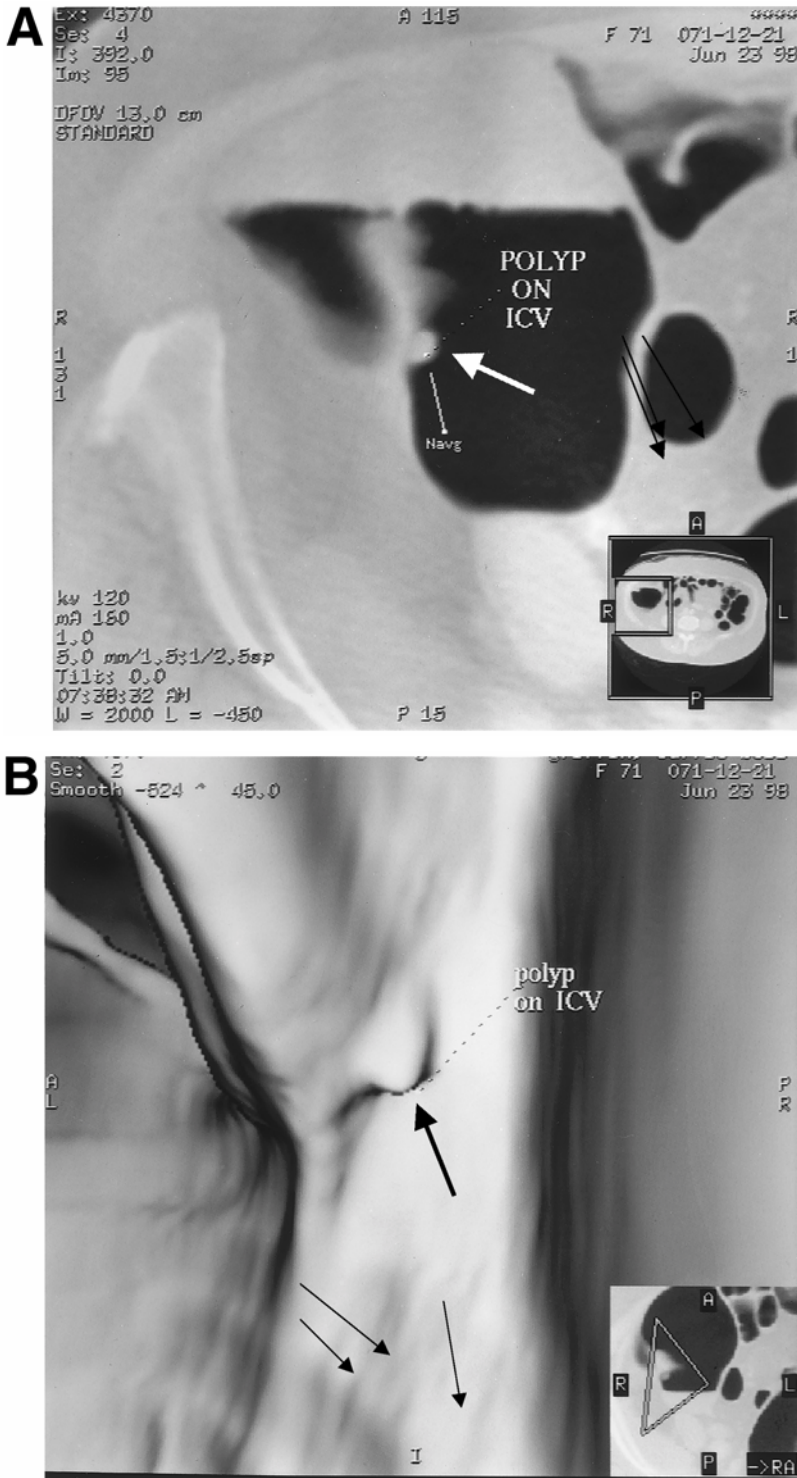 A
Ex: 4370
Se: 4
I: 392.0
Im: 95
DFOV 13.0 cm
STANDARD
A 115
F 71 071-12-21
Jun 23 98
POLYP
ON
ICV
R
1
3
1
R
1
Navg
kv 120
mA 160
1.0
5.0 mm/1.5:1/2.5sp
Tilt: 0.0
07:38:32 AM
W = 2000 L = -450
P 15
A
R
L
P
B
Se: 2
Smooth -524 ^ 45.0
F 71 071-12-21
Jun 23 98
polyp
on ICV
A
L
P
R
I
A
R
L
P
->RA